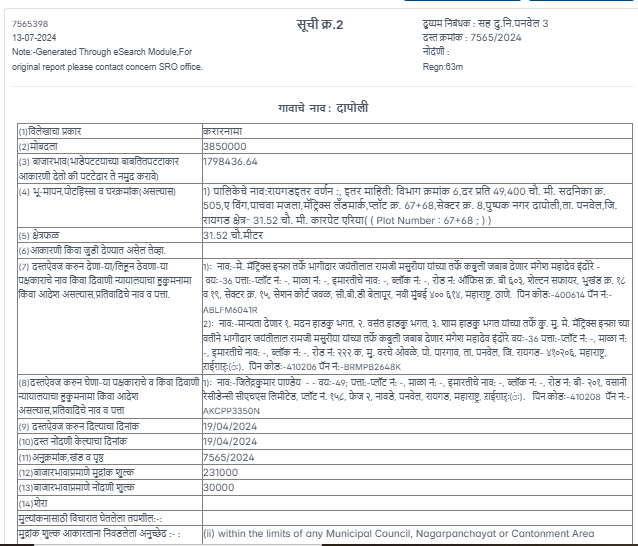 7565398
13-07-2024
Note:-Generated Through eSearch Module,For
original report please contact concern SRO office.
सूची क्र.2
दुय्यम निबंधक : सह दु.नि.पनवेल 3
दस्त क्रमांक : 7565/2024
नोदंणी :
Regn:63m
गावाचे नाव : दापोली
(1)विलेखाचा प्रकार
करारनामा
(2)मोबदला
3850000
(3) बाजारभाव(भाडेपटटयाच्या बाबतितपटटाकार
आकारणी देतो की पटटेदार ते नमुद करावे)
1798436.64
(4) भू-मापन,पोटहिस्सा व घरक्रमांक(असल्यास)
1) पालिकेचे नाव:रायगडइतर वर्णन :, इतर माहिती: विभाग क्रमांक 6,दर प्रति 49,400 चौ. मी. सदनिका क्र.
505,ए विंग,पाचवा मजला,मॅट्रिक्स लँडमार्क,प्लॉट क्र. 67+68,सेक्टर क्र. 8,पुष्पक नगर दापोली,ता. पनवेल,जि.
रायगड क्षेत्र- 31.52 चौ. मी. कारपेट एरिया( ( Plot Number : 67+68 ; ) )
(5) क्षेत्रफळ
31.52 चौ.मीटर
(6)आकारणी किंवा जुडी देण्यात असेल तेव्हा.
(7) दस्तऐवज करुन देणा-या/लिहून ठेवणा-या
पक्षकाराचे नाव किंवा दिवाणी न्यायालयाचा हुकुमनामा
किंवा आदेश असल्यास,प्रतिवादिचे नाव व पत्ता.
1): नाव:-मे. मॅट्रिक्स इन्फ्रा तर्फे भागीदार जयंतीलाल रामजी मसुरीया यांच्या तर्फे कबुली जबाब देणार मंगेश महादेव इंदोरे -
वयः-36 पत्ता:-प्लॉट नं: -, माळा नं: -, इमारतीचे नाव: -, ब्लॉक नं: -, रोड नं: ऑफिस क्र. बी ६०३, शेल्टन सफायर, भूखंड क्र. १८
व १९, सेक्टर क्र. १५, सेशन कोर्ट जवळ, सी.बी.डी बेलापूर, नवी मुंबई ४०० ६१४, महाराष्ट्र, ठाणे. पिन कोड:-400614 पॅन नं:-
ABLFM6041R
2): नाव:-मान्यता देणार १. मदन हाडकु भगत, २. वसंत हाडकु भगत, ३. शाम हाडकु भगत यांच्या तर्फे कु. मु. मे. मॅट्रिक्स इन्फ्रा च्या
वतीने भागीदार जयंतीलाल रामजी मसुरीया यांच्या तर्फे कबुली जबाब देणार मंगेश महादेव इंदोरे वयः-36 पत्ता:-प्लॉट नं: -, माळा नं:
-, इमारतीचे नाव: -, ब्लॉक नं: -, रोड नं: २२२ क, मु. वरचे ओवळे, पो. पारगाव, ता. पनवेल, जि. रायगड- ४१०२०६, महाराष्ट्र,
पिन कोड:-410206 पॅन नं:-BRMPB2648K
(8)दस्तऐवज करुन घेणा-या पक्षकाराचे व किंवा दिवाणी
न्यायालयाचा हुकुमनामा किंवा आदेश
असल्यास,प्रतिवादिचे नाव व पत्ता
1): नाव:-जितेंद्रकुमार पाण्डेय - - वयः-49; पत्ता:-प्लॉट नं: -, माळा नं: -, इमारतीचे नाव: -, ब्लॉक नं: -, रोड नं: बी- २०१, वसानी
रेसीडेन्सी सीएचएस लिमीटेड, प्लॉट नं. १५८, फेज २, नावडे, पनवेल, रायगड, महाराष्ट्र, पिन कोड:-410208 पॅन नं:-
AKCPP3350N
(9) दस्तऐवज करुन दिल्याचा दिनांक
19/04/2024
(10)दस्त नोंदणी केल्याचा दिनांक
19/04/2024
(11)अनुक्रमांक,खंड व पृष्ठ
7565/2024
(12)बाजारभावाप्रमाणे मुद्रांक शुल्क
231000
(13)बाजारभावाप्रमाणे नोंदणी शुल्क
30000
(14)शेरा
मुल्यांकनासाठी विचारात घेतलेला तपशील:-:
मुद्रांक शुल्क आकारताना निवडलेला अनुच्छेद :- :
(ii) within the limits of any Municipal Council, Nagarpanchayat or Cantonment Area